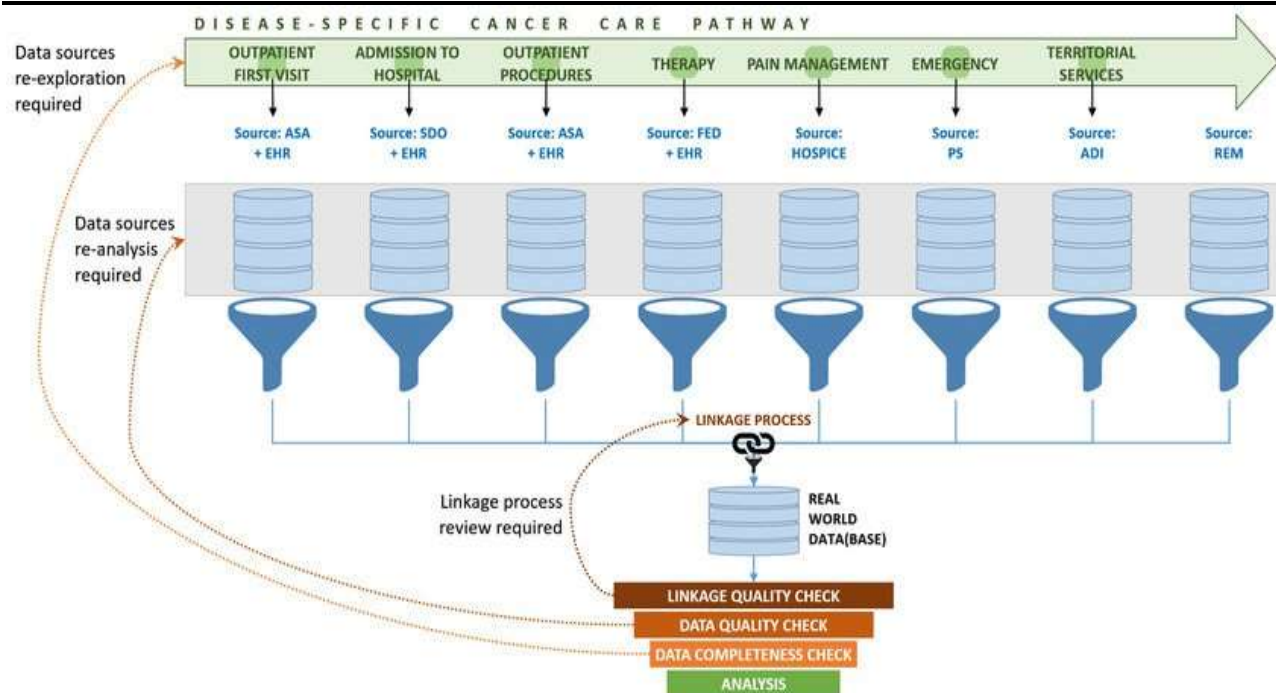 DISEASE-SPECIFIC CANCER CARE PATHWAY
Data sources
re-exploration
required
OUTPATIENT
FIRST VISIT
ADMISSION TO
HOSPITAL
OUTPATIENT
PROCEDURES
THERAPY
PAIN MANAGEMENT
EMERGENCY
TERRITORIAL
SERVICES
Source: ASA
+ EHR
Source: SDO
+ EHR
Source: ASA
+ EHR
Source: FED
+ EHR
Source:
HOSPICE
Source:
PS
Source:
ADI
Source:
REM
Data sources
re-analysis
required
LINKAGE PROCESS
Linkage process
review required
REAL
WORLD
DATA(BASE)
LINKAGE QUALITY CHECK
DATA QUALITY CHECK
DATA COMPLETENESS CHECK
ANALYSIS